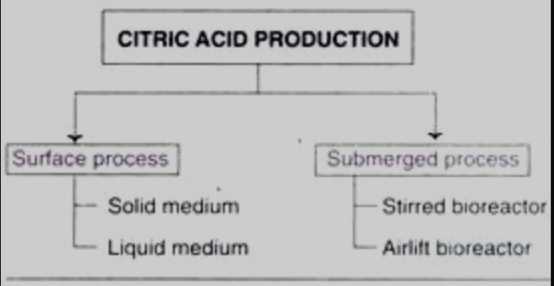 CITRIC ACID PRODUCTION
Surface process
Solid medium
Liquid medium
Submerged process
Stirred bioreactor
Airlift bioreactor